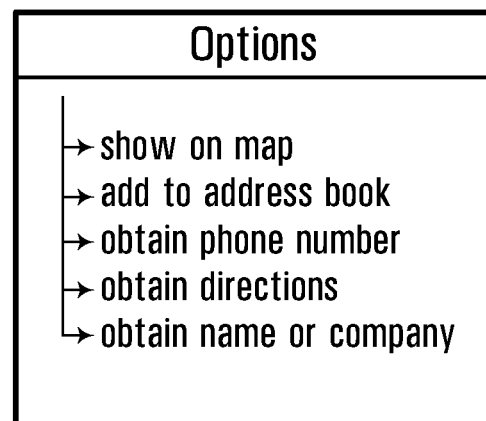 Options
show on map
add to address book
obtain phone number
obtain directions
obtain name or company